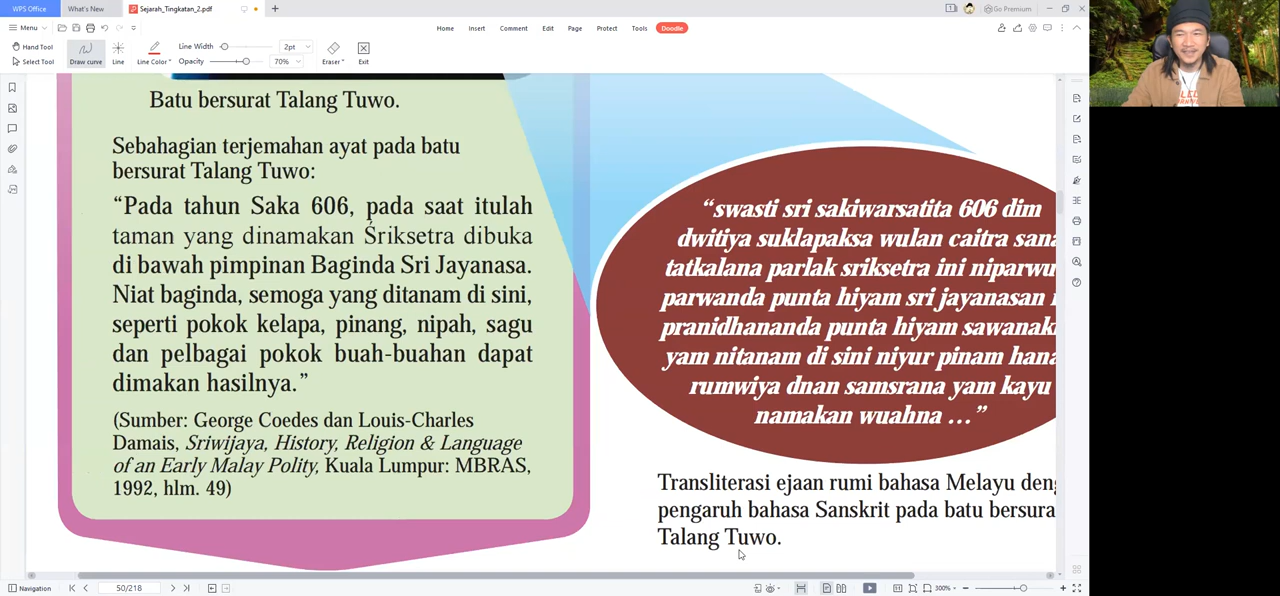 WPS Office
What's New
Sejarah_Tingkatan_2.pdf
Go Premium
Menu
Home
Insert
Comment
Edit
Page
Protect
Tools
Doodle
Hand Tool
Select Tool
Draw curve
Line
Line Color
Line Width
2pt
Opacity
70%
Eraser
Exit
Batu bersurat Talang Tuwo.
Sebahagian terjemahan ayat pada batu
bersurat Talang Tuwo:
“Pada tahun Saka 606, pada saat itulah
taman yang dinamakan Śriksetra dibuka
di bawah pimpinan Baginda Sri Jayanasa.
Niat baginda, semoga yang ditanam di sini,
seperti pokok kelapa, pinang, nipah, sagu
dan pelbagai pokok buah-buahan dapat
dimakan hasilnya.”
(Sumber: George Coedes dan Louis-Charles
Damais, Sriwijaya, History, Religion & Language
of an Early Malay Polity, Kuala Lumpur: MBRAS,
1992, hlm. 49)
“swasti sri sakiwarsatita 606 dim
dwitiya suklapaksa wulan caitra sana
tatkalana parlak sriksetra ini niparwu
parwanda punta hiyam sri jayanasan
pranidhananda punta hiyam sawanak
yam nitanam di sini niyur pinam hana
rumwiya dnan samsrana yam kayu
namakan wuahna ...”
Transliterasi ejaan rumi bahasa Melayu deng
pengaruh bahasa Sanskrit pada batu bersura
Talang Tuwo.
Navigation
50/218
300%